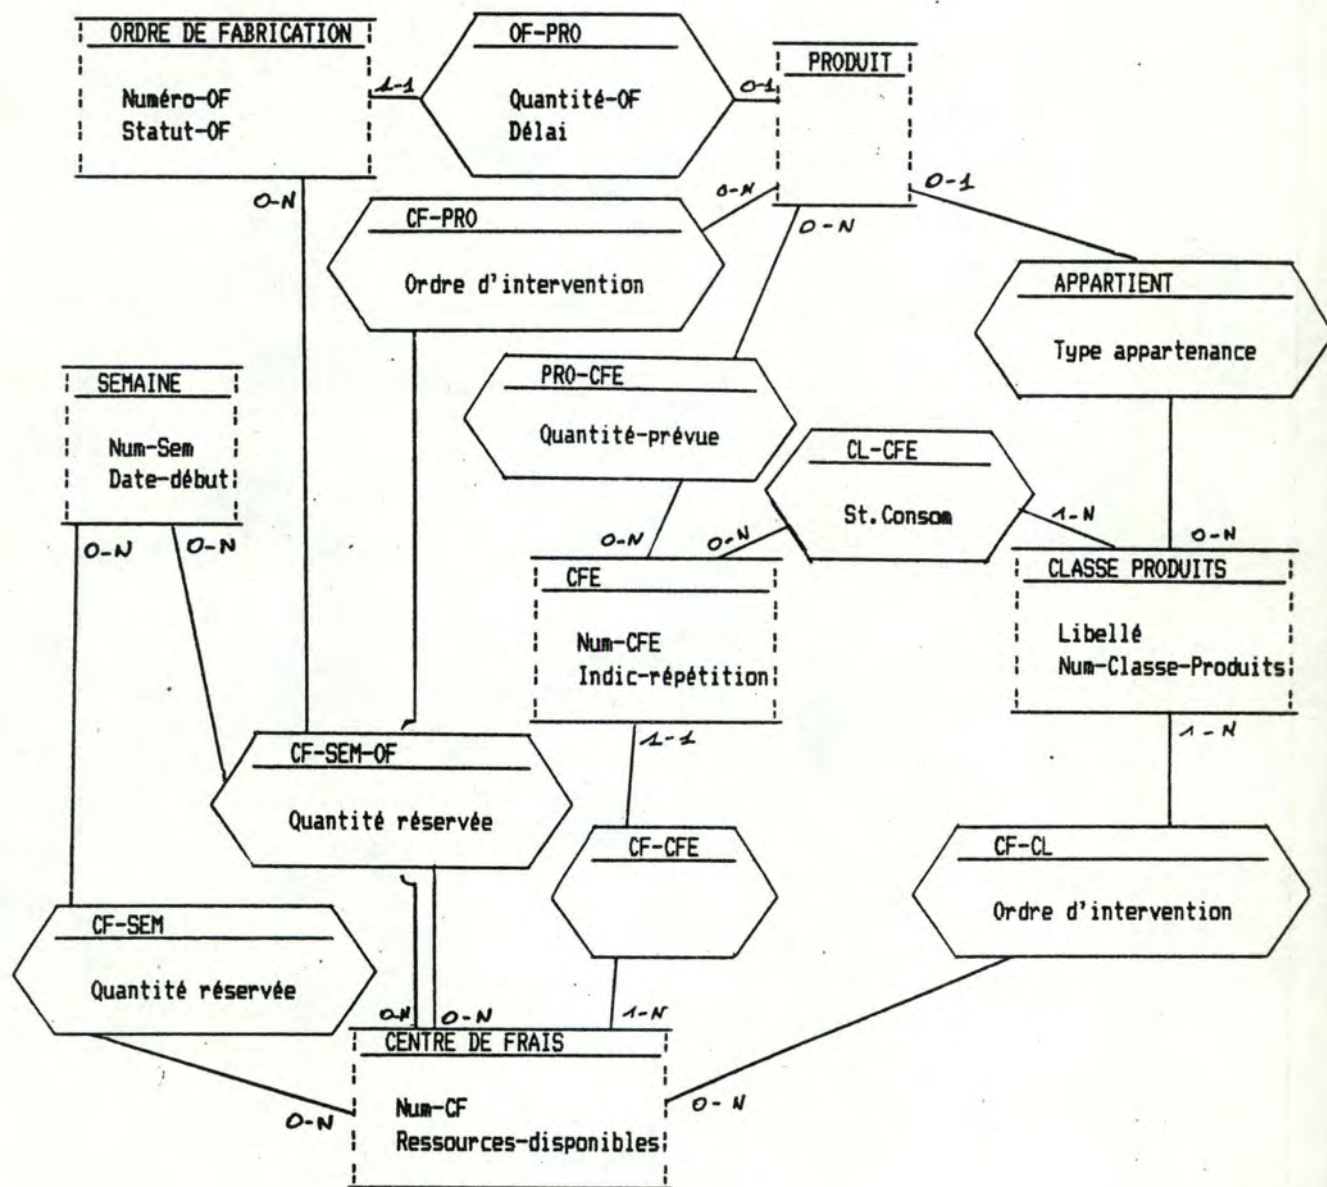 ORDRE DE FABRICATION
Numéro-OF
Statut-OF
1-1
OF-PRO
Quantité-OF
Délai
0-1
PRODUIT
0-N
CF-PRO
Ordre d'intervention
0-N
0-N
0-1
APPARTIENT
Type appartenance
SEMAINE
Num-Sem
Date-début
PRO-CFE
Quantité-prévue
CL-CFE
St.Consom
1-N
0-N
0-N
0-N
0-N
0-N
CFE
Num-CFE
Indic-répétition
CLASSE PRODUITS
Libellé
Num-Classe-Produits
1-1
1-N
CF-SEM-OF
Quantité réservée
CF-CFE
CF-CL
Ordre d'intervention
CF-SEM
Quantité réservée
0-N
0-N
1-N
CENTRE DE FRAIS
Num-CF
Ressources-disponibles
0-N
0-N